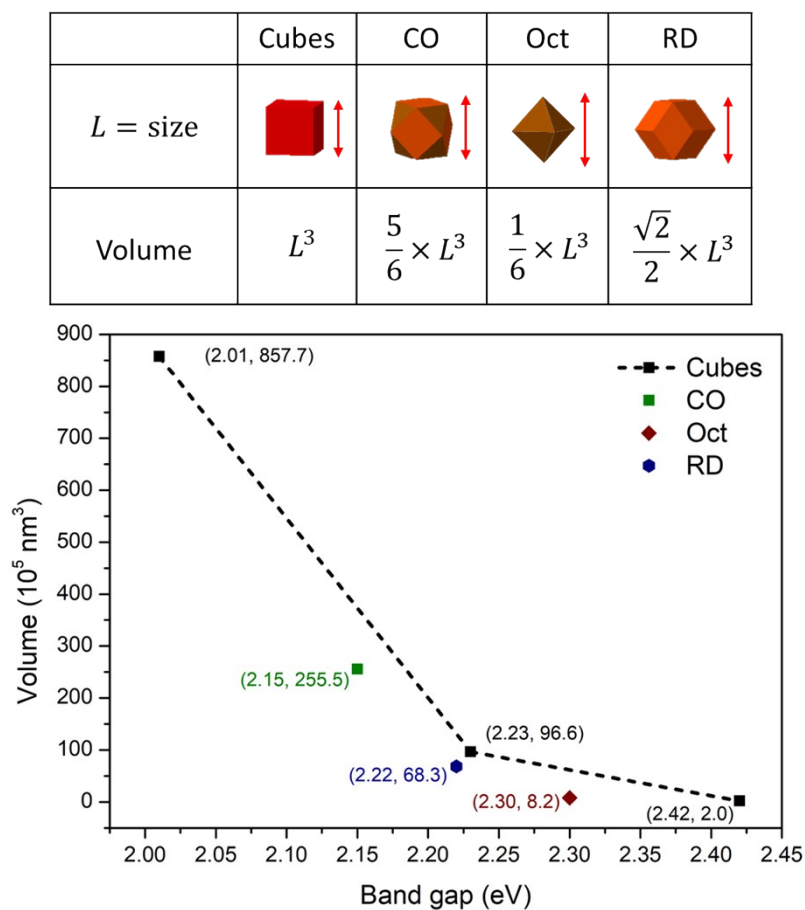 Cubes CO Oct RD
L = size
Volume L³ 5/6 × L³ 1/6 × L³ √2/2 × L³
900
800
700
600
500
400
300
200
100
0
Volume (10⁵ nm³)
(2.01, 857.7)
Cubes
CO
Oct
RD
(2.15, 255.5)
(2.23, 96.6)
(2.22, 68.3)
(2.30, 8.2)
(2.42, 2.0)
2.00 2.05 2.10 2.15 2.20 2.25 2.30 2.35 2.40 2.45
Band gap (eV)